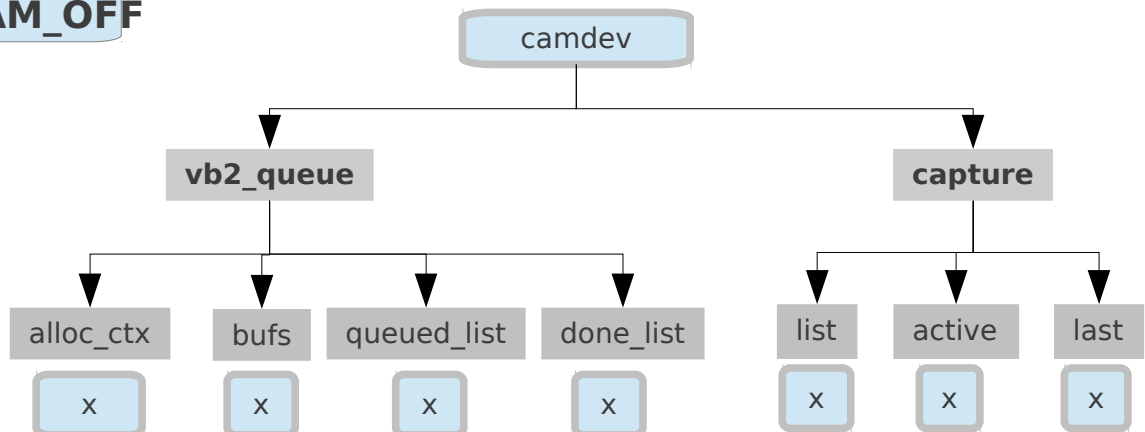 AM_OFF
camdev
vb2_queue
capture
alloc_ctx
bufs
queued_list
done_list
list
active
last
x
x
x
x
x
x
x